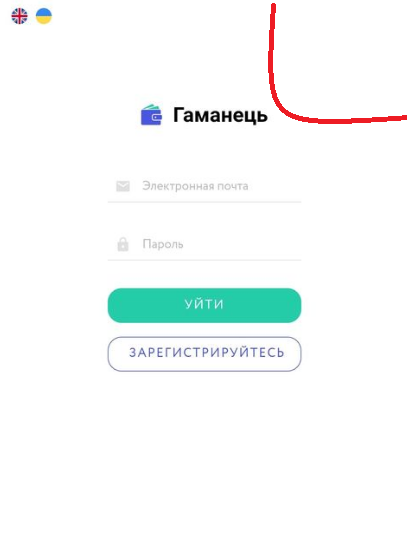 Гаманець
Электронная почта
Пароль
УЙТИ
ЗАРЕГИСТРИРУЙТЕСЬ